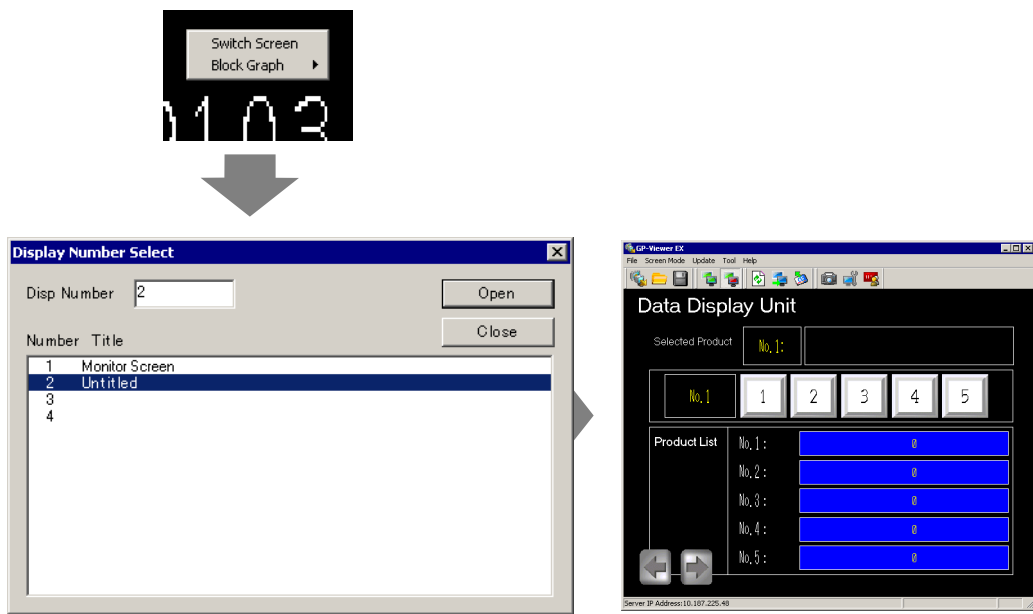 Switch Screen
Block Graph
0103
Display Number Select
Disp Number 2
Open
Close
Number Title
1 Monitor Screen
2 Untitled
3
4
GP-Viewer EX
File Screen Mode Update Tool Help
Data Display Unit
Selected Product No.1:
No.1 1 2 3 4 5
Product List No.1: 0
No.2: 0
No.3: 0
No.4: 0
No.5: 0
Server IP Address:10.187.225.48